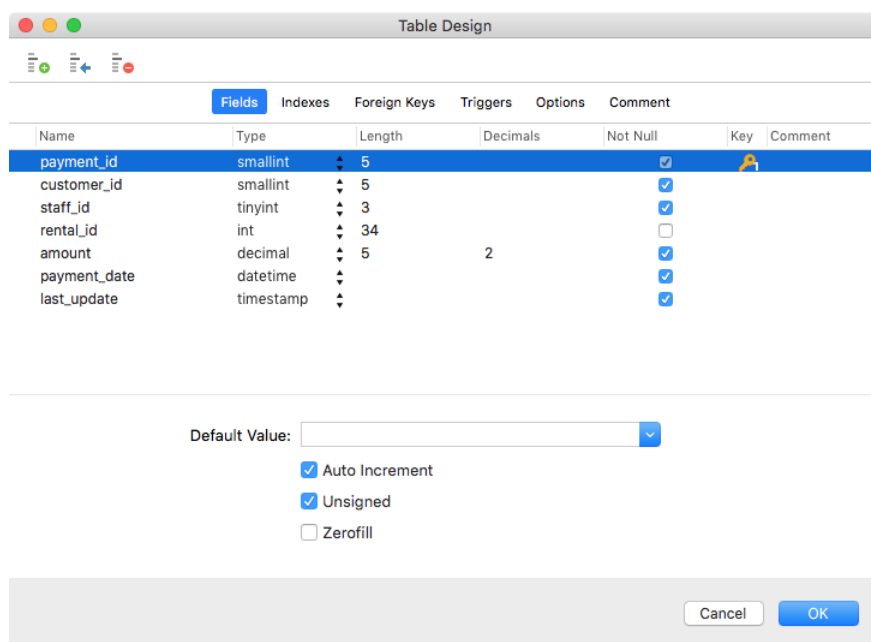 Table Design
Fields Indexes Foreign Keys Triggers Options Comment
Name Type Length Decimals Not Null Key Comment
payment_id smallint 5 1
customer_id smallint 5
staff_id tinyint 3
rental_id int 34
amount decimal 5 2
payment_date datetime
last_update timestamp
Default Value:
Auto Increment
Unsigned
Zerofill
Cancel OK